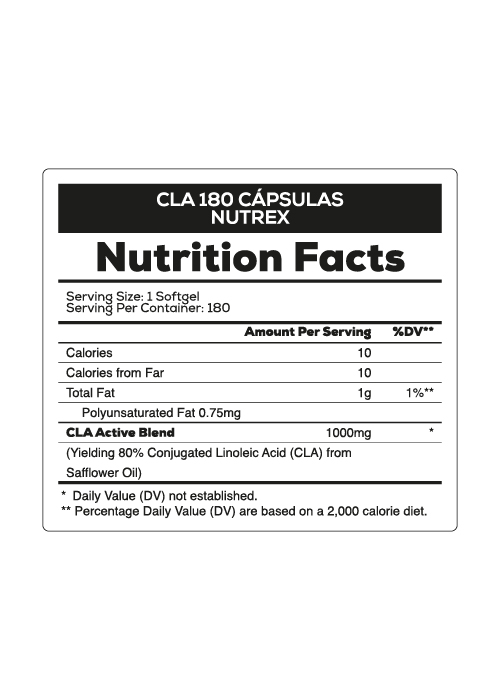 CLA 180 CÁPSULAS
NUTREX
Nutrition Facts
Serving Size: 1 Softgel
Serving Per Container: 180
Amount Per Serving %DV**
Calories 10
Calories from Far 10
Total Fat 1g 1%**
Polyunsaturated Fat 0.75mg
CLA Active Blend 1000mg *
(Yielding 80% Conjugated Linoleic Acid (CLA) from
Safflower Oil)
* Daily Value (DV) not established.
** Percentage Daily Value (DV) are based on a 2,000 calorie diet.